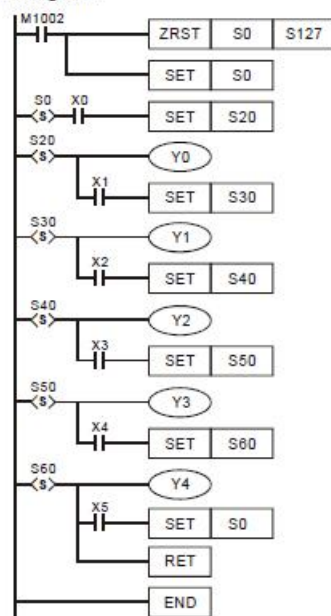 M1002
ZRST S0 S127
SET S0
S0 X0
S SET S20
S20
S Y0
X1
SET S30
S30
S Y1
X2
SET S40
S40
S Y2
X3
SET S50
S50
S Y3
X4
SET S60
S60
S Y4
X5
SET S0
RET
END